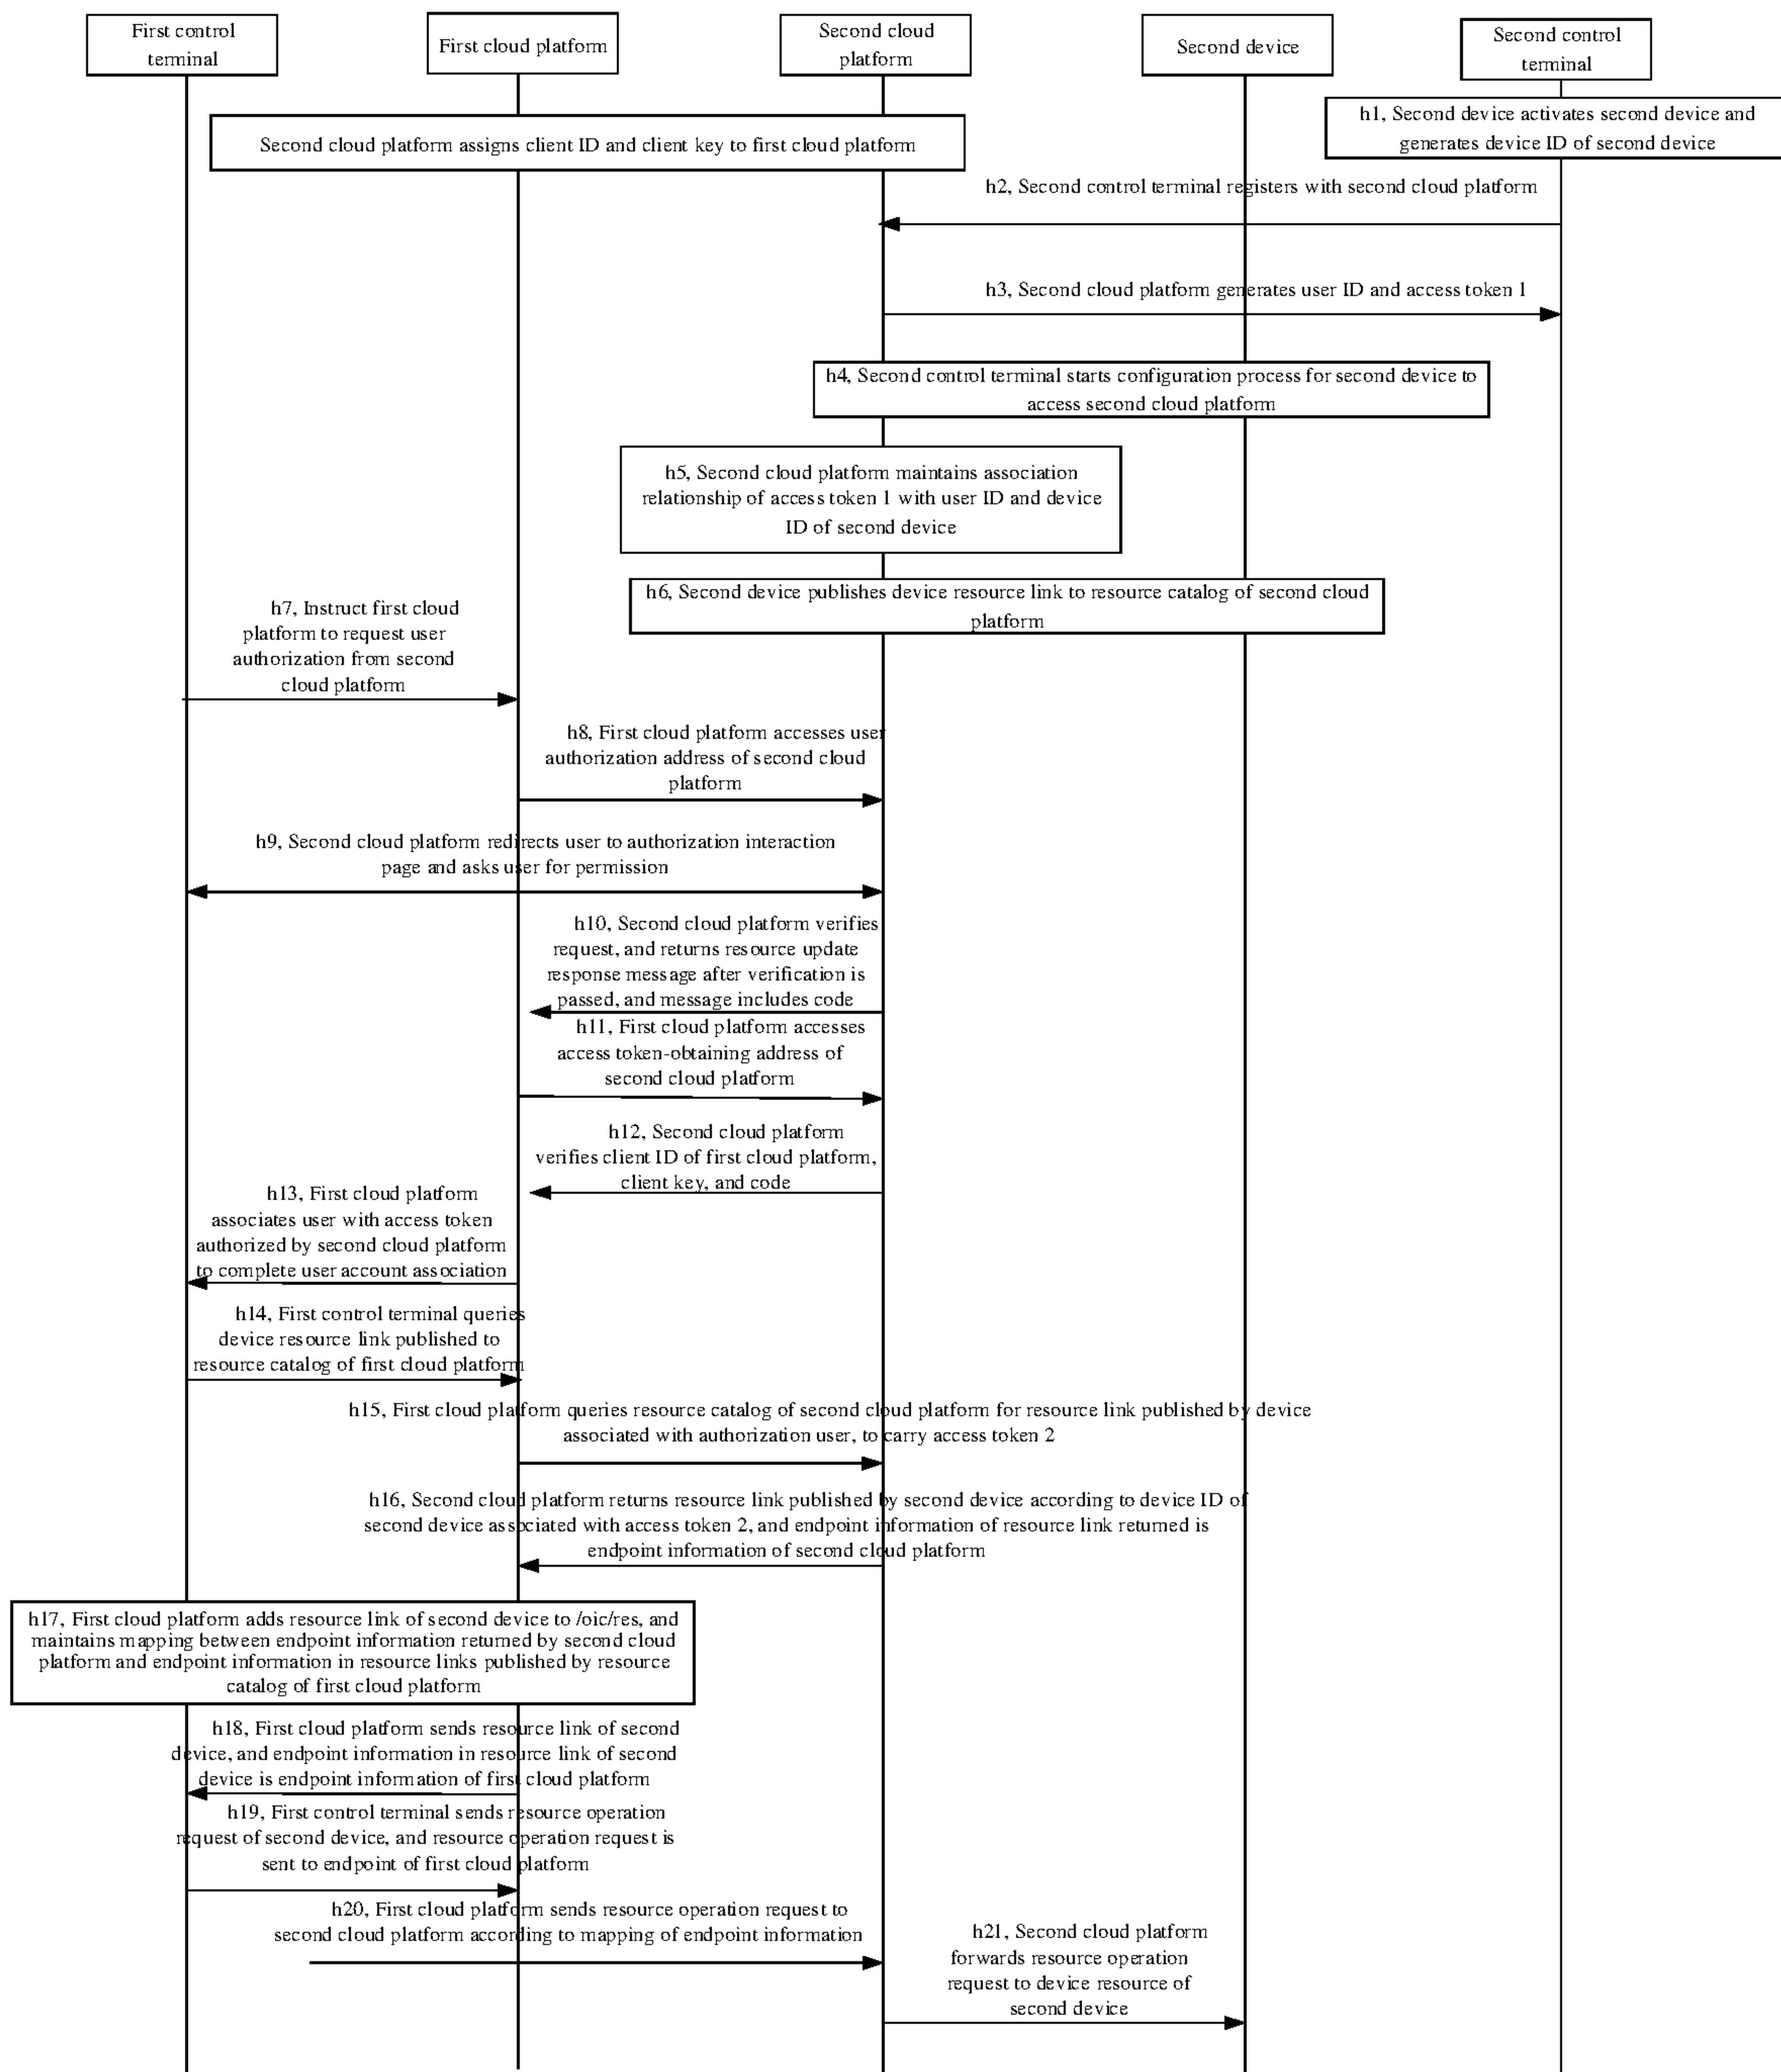 First control
terminal
First cloud platform
Second cloud
platform
Second device
Second control
terminal
h1, Second device activates second device and
generates device ID of second device
Second cloud platform assigns client ID and client key to first cloud platform
h2, Second control terminal registers with second cloud platform
h3, Second cloud platform generates user ID and access token 1
h4, Second control terminal starts configuration process for second device to
access second cloud platform
h5, Second cloud platform maintains association
relationship of access token 1 with user ID and device
ID of second device
h6, Second device publishes device resource link to resource catalog of second cloud
platform
h7, Instruct first cloud
platform to request user
authorization from second
cloud platform
h8, First cloud platform accesses user
authorization address of second cloud
platform
h9, Second cloud platform redirects user to authorization interaction
page and asks user for permission
h10, Second cloud platform verifies
request, and returns resource update
response message after verification is
passed, and message includes code
h11, First cloud platform accesses
access token-obtaining address of
second cloud platform
h12, Second cloud platform
verifies client ID of first cloud platform,
client key, and code
h13, First cloud platform
associates user with access token
authorized by second cloud platform
to complete user account association
h14, First control terminal queries
device resource link published to
resource catalog of first cloud platform
h15, First cloud platform queries resource catalog of second cloud platform for resource link published by device
associated with authorization user, to carry access token 2
h16, Second cloud platform returns resource link published by second device according to device ID of
second device associated with access token 2, and endpoint information of resource link returned is
endpoint information of second cloud platform
h17, First cloud platform adds resource link of second device to /oic/res, and
maintains mapping between endpoint information returned by second cloud
platform and endpoint information in resource links published by resource
catalog of first cloud platform
h18, First cloud platform sends resource link of second
device, and endpoint information in resource link of second
device is endpoint information of first cloud platform
h19, First control terminal sends resource operation
request of second device, and resource operation request is
sent to endpoint of first cloud platform
h20, First cloud platform sends resource operation request to
second cloud platform according to mapping of endpoint information
h21, Second cloud platform
forwards resource operation
request to device resource of
second device